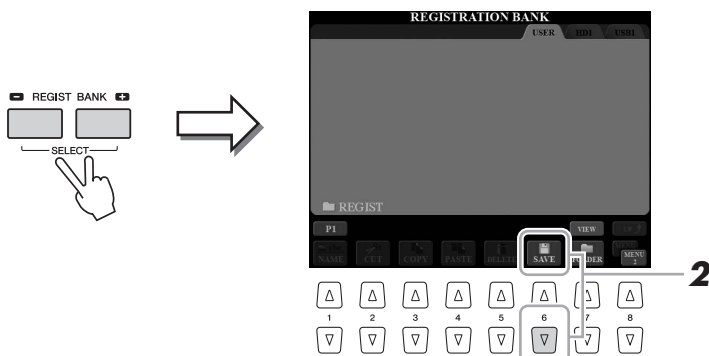 REGISTRATION BANK
USER HD1 USB1
REGIST BANK
SELECT
REGIST
P1 VIEW UP
NAME CUT COPY PASTE DELETE SAVE FOLDER MENU 2
2
1 2 3 4 5 6 7 8